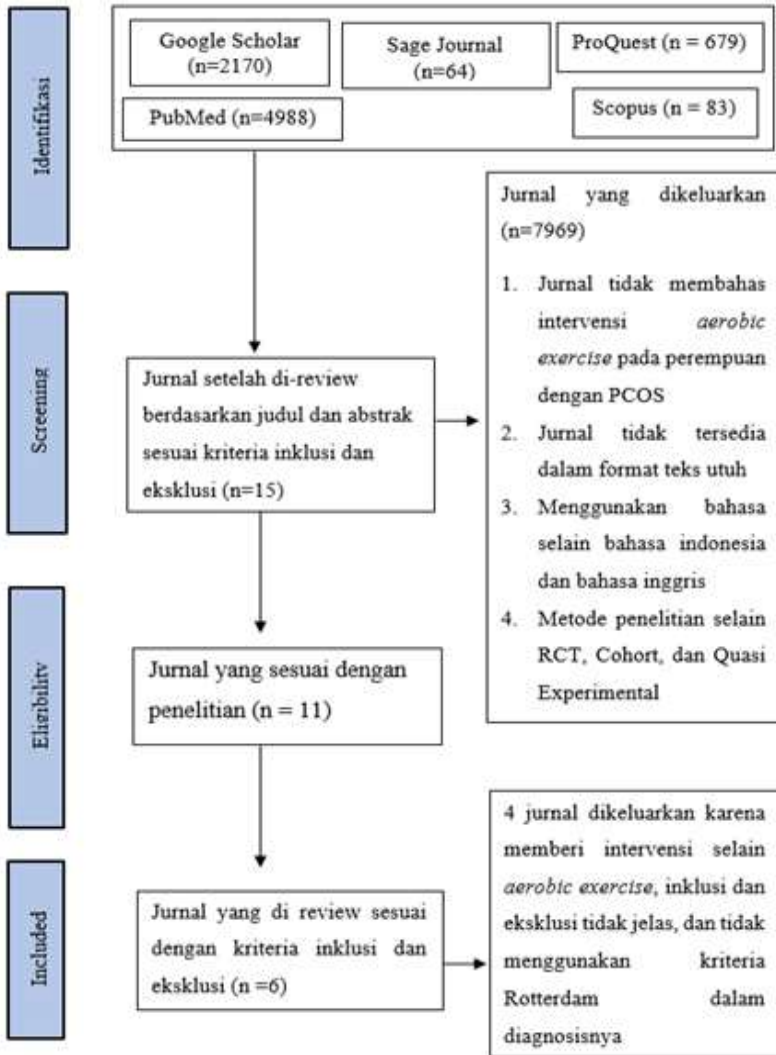 Identifikasi
Google Scholar
(n=2170)
Sage Journal
(n=64)
ProQuest (n = 679)
PubMed (n=4988)
Scopus (n = 83)
Jurnal yang dikeluarkan
(n=7969)
1. Jurnal tidak membahas
intervensi aerobic
exercise pada perempuan
dengan PCOS
2. Jurnal tidak tersedia
dalam format teks utuh
3. Menggunakan bahasa
selain bahasa indonesia
dan bahasa inggris
4. Metode penelitian selain
RCT, Cohort, dan Quasi
Experimental
Screening
Jurnal setelah di-review
berdasarkan judul dan abstrak
sesuai kriteria inklusi dan
eksklusi (n=15)
Eligibility
Jurnal yang sesuai dengan
penelitian (n = 11)
Included
Jurnal yang di review sesuai
dengan kriteria inklusi dan
eksklusi (n =6)
4 jurnal dikeluarkan karena
memberi intervensi selain
aerobic exercise, inklusi dan
eksklusi tidak jelas, dan tidak
menggunakan kriteria
Rotterdam dalam
diagnosisnya